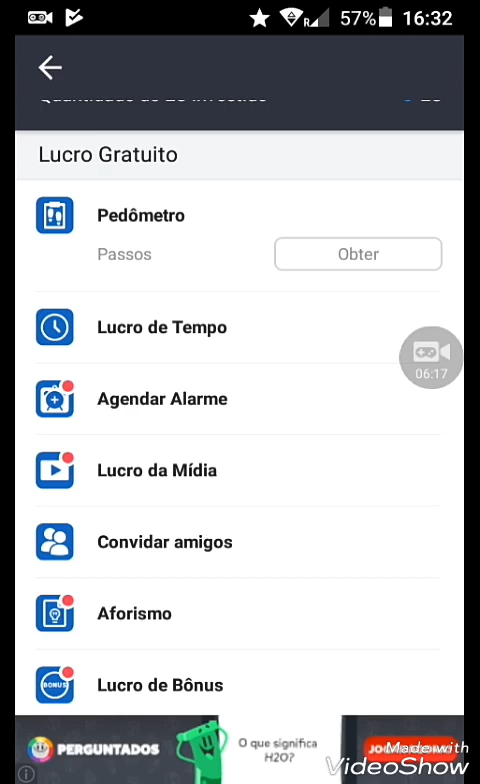 57% 16:32
Lucro Gratuito
Pedômetro
Passos
Obter
Lucro de Tempo
06:17
Agendar Alarme
Lucro da Mídia
Convidar amigos
Aforismo
BONUS
Lucro de Bônus
PERGUNTADOS
O que significa
H2O?
Made with
VideoShow